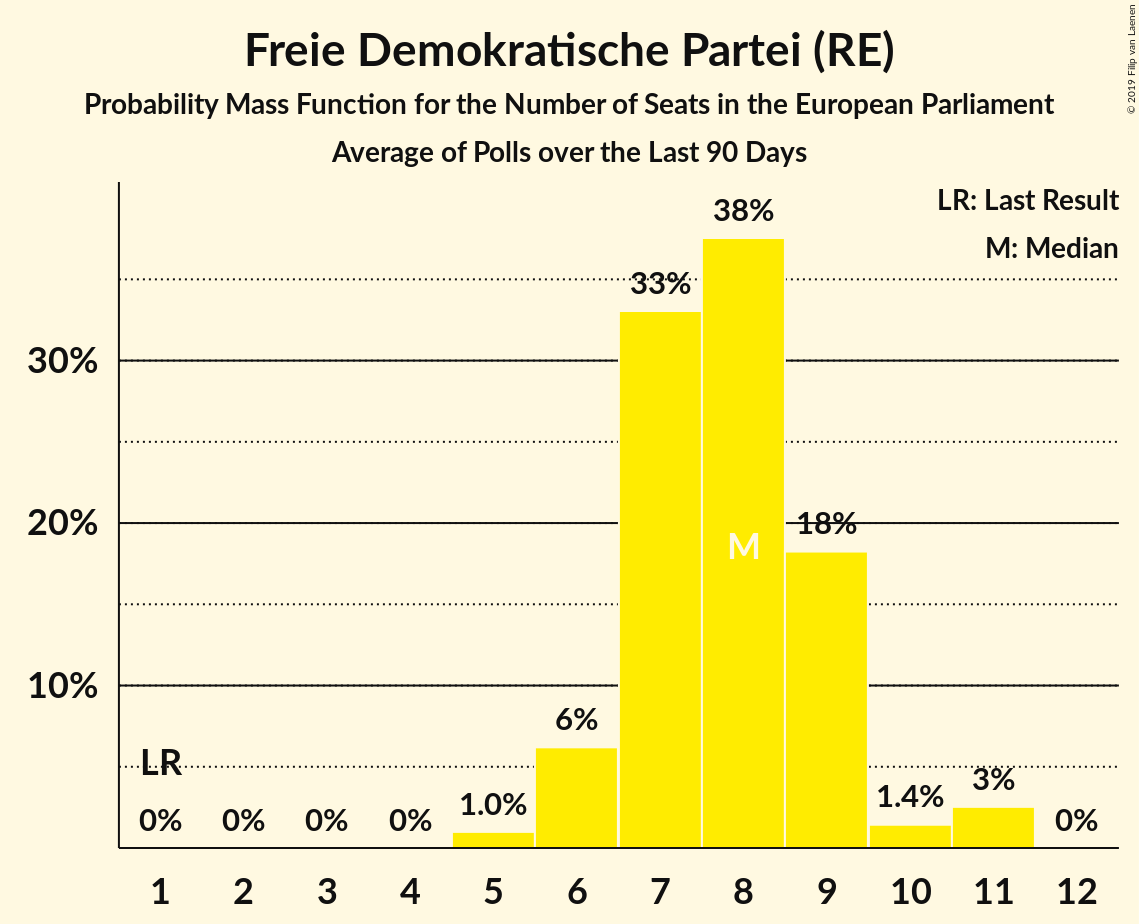 Freie Demokratische Partei (RE)
Probability Mass Function for the Number of Seats in the European Parliament
Average of Polls over the Last 90 Days
© 2019 Filip van Laenen
LR: Last Result
M: Median
38%
33%
30%
20%
18%
M
10%
6%
LR
3%
1.4%
1.0%
0%
0%
0%
0%
0%
1 2 3 4 5 6 7 8 9 10 11 12